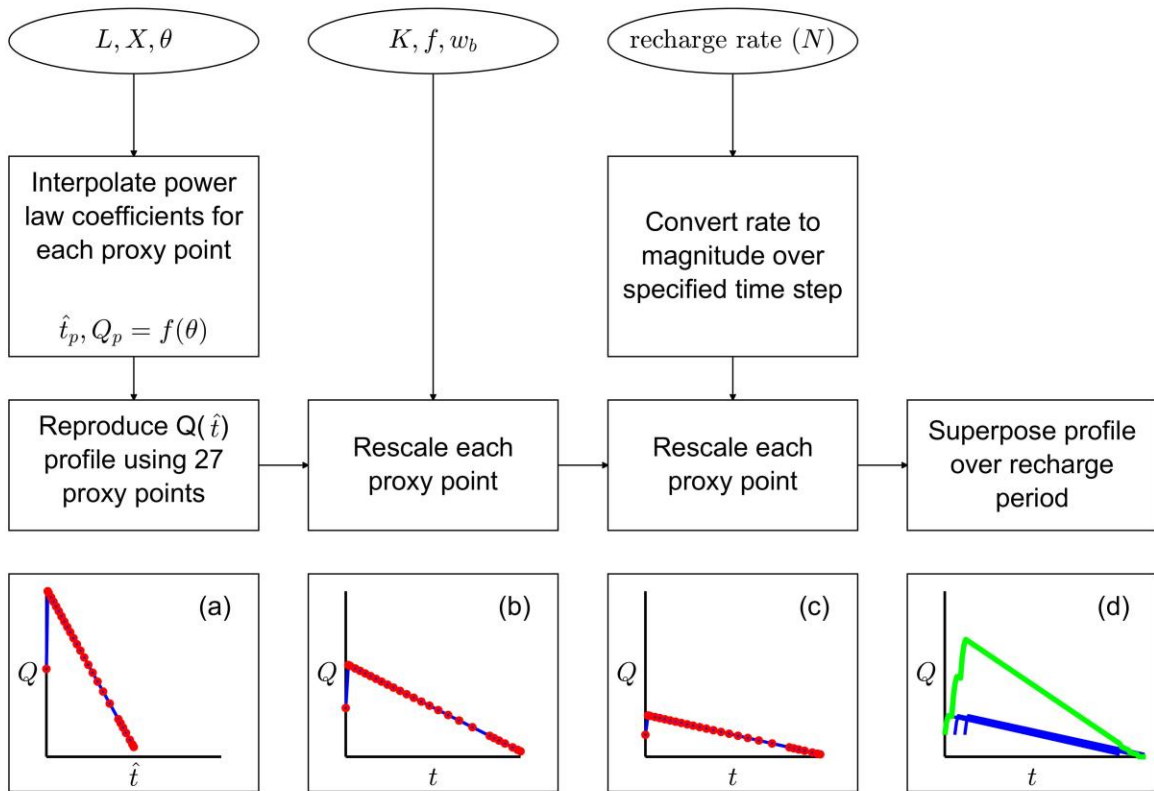 L, X, θ
K, f, w_b
recharge rate (N)
Interpolate power
law coefficients for
each proxy point
t̂_p, Q_p = f(θ)
Convert rate to
magnitude over
specified time step
Reproduce Q(t̂)
profile using 27
proxy points
Rescale each
proxy point
Rescale each
proxy point
Superpose profile
over recharge
period
(a)
Q
t̂
(b)
Q
t
(c)
Q
t
(d)
Q
t